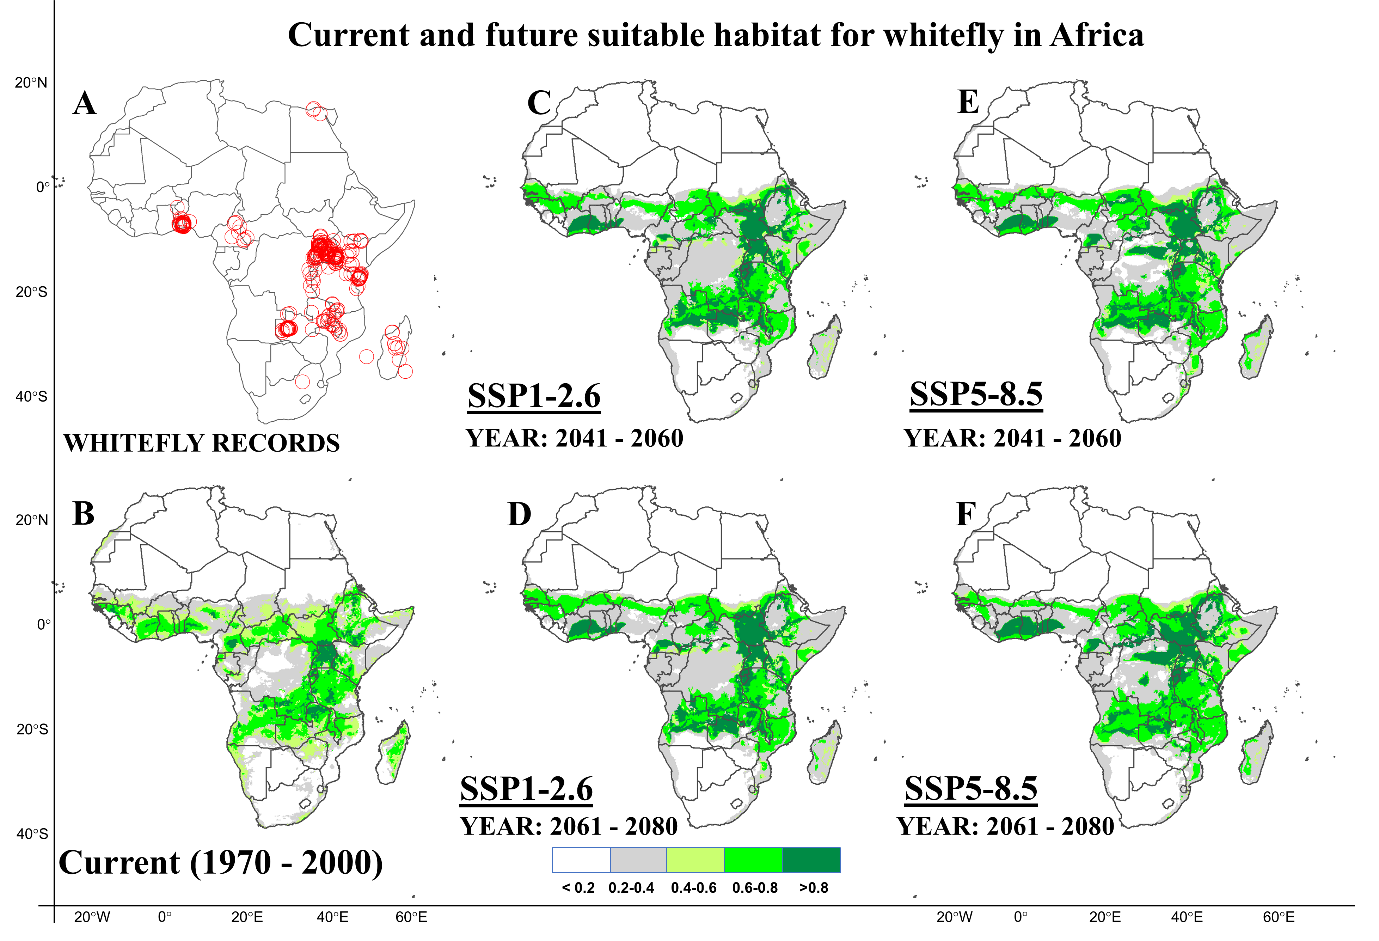 Current and future suitable habitat for whitefly in Africa
20°N
0°
20°S
40°S
A
WHITEFLY RECORDS
C
SSP1-2.6
YEAR: 2041 - 2060
E
SSP5-8.5
YEAR: 2041 - 2060
20°N
0°
20°S
40°S
B
Current (1970 - 2000)
D
SSP1-2.6
YEAR: 2061 - 2080
F
SSP5-8.5
YEAR: 2061 - 2080
< 0.2 0.2-0.4 0.4-0.6 0.6-0.8 >0.8
20°W 0° 20°E 40°E 60°E
20°W 0° 20°E 40°E 60°E